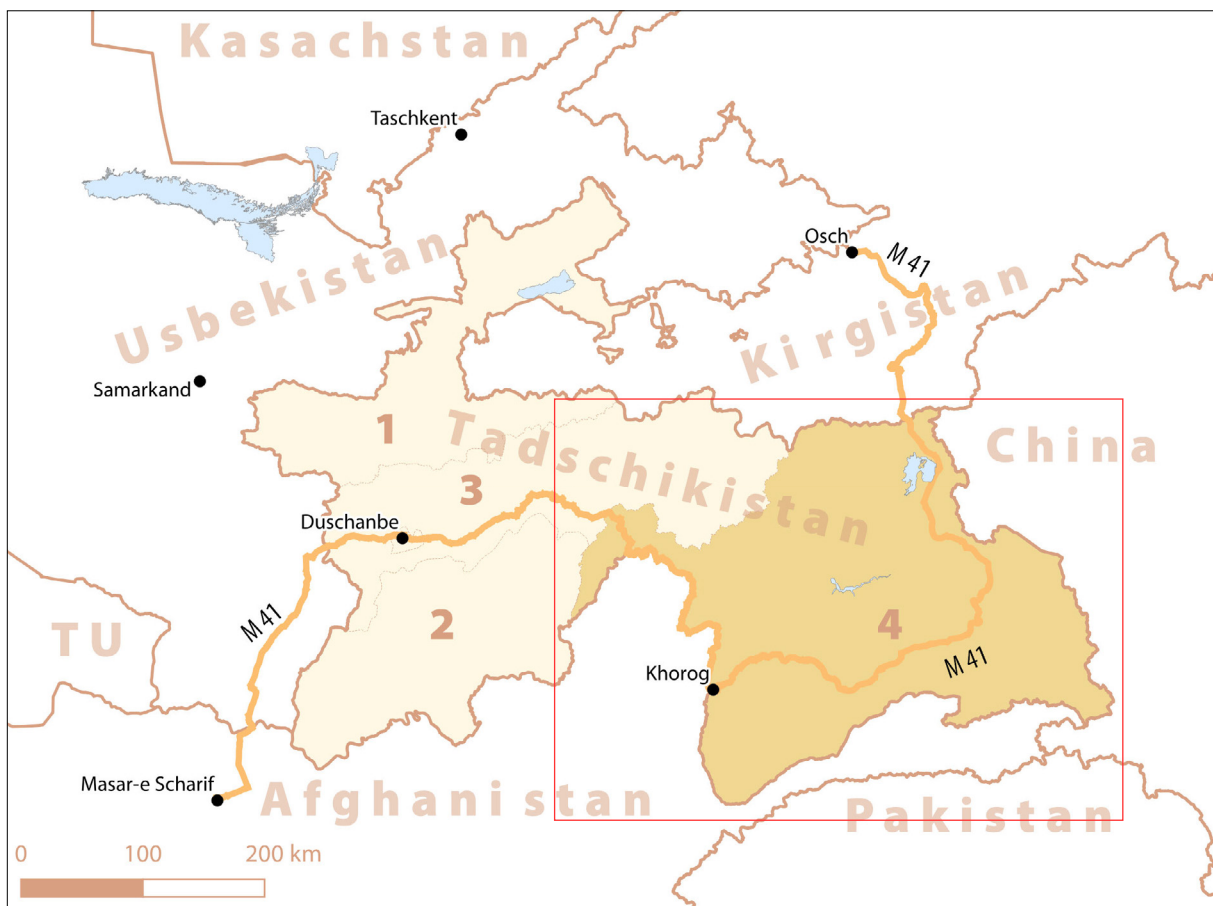 Kasachstan
Taschkent
Osch
M 41
Usbekistan
Kirgistan
Samarkand
1
Tadschikistan
China
3
Duschanbe
M 41
2
4
TU
Khorog
M 41
Masar-e Scharif
Afghanistan
Pakistan
0 100 200 km